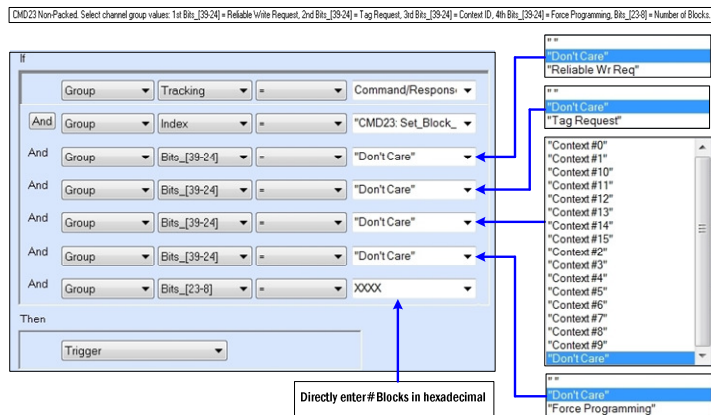 CMD23 Non-Packed. Select channel group values: 1st Bits_[39-24] = Reliable Write Request, 2nd Bits_[39-24] = Tag Request, 3rd Bits_[39-24] = Context ID, 4th Bits_[39-24] = Force Programming, Bits_[23-8] = Number of Blocks.
If
Group Tracking = Command/Respons
And Group Index = "CMD23: Set_Block_
And Group Bits_[39-24] = "Don't Care"
And Group Bits_[39-24] = "Don't Care"
And Group Bits_[39-24] = "Don't Care"
And Group Bits_[39-24] = "Don't Care"
And Group Bits_[23-8] = XXXX
Then
Trigger
Directly enter # Blocks in hexadecimal
" "
"Don't Care"
"Reliable Wr Req"
" "
"Don't Care"
"Tag Request"
"Context #0"
"Context #1"
"Context #10"
"Context #11"
"Context #12"
"Context #13"
"Context #14"
"Context #15"
"Context #2"
"Context #3"
"Context #4"
"Context #5"
"Context #6"
"Context #7"
"Context #8"
"Context #9"
"Don't Care"
" "
"Don't Care"
"Force Programming"